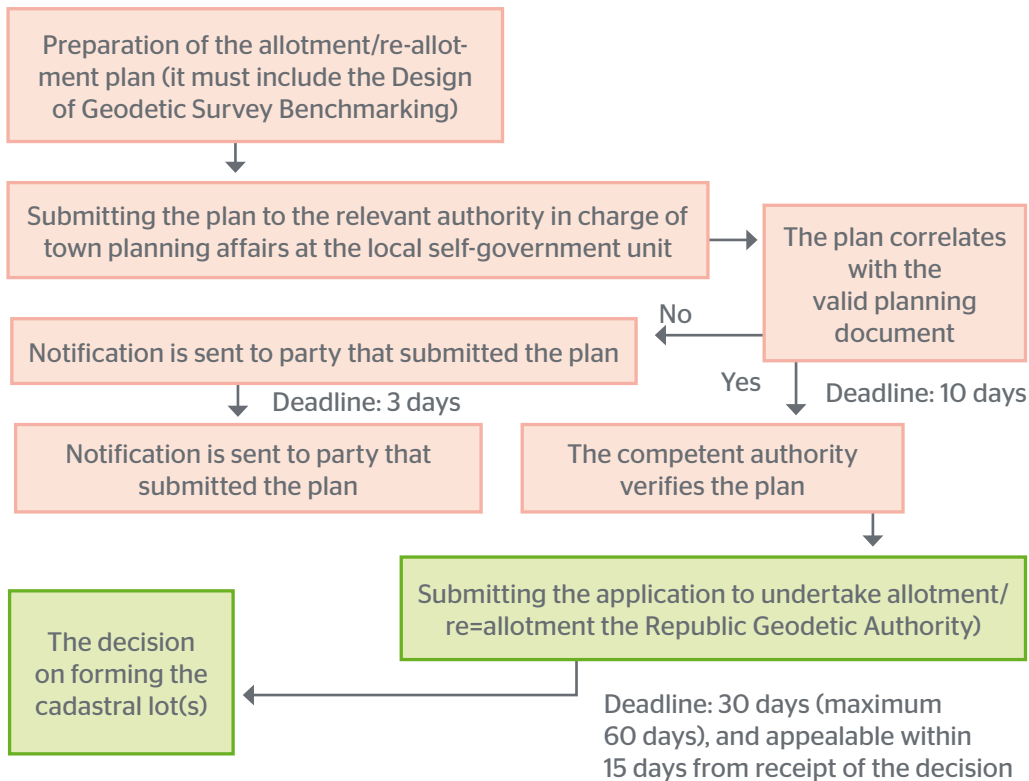 Preparation of the allotment/re-allot-
ment plan (it must include the Design
of Geodetic Survey Benchmarking)
Submitting the plan to the relevant authority in charge of
town planning affairs at the local self-government unit
The plan correlates
with the
valid planning
document
No
Notification is sent to party that submitted the plan
Yes
Deadline: 10 days
Deadline: 3 days
Notification is sent to party that
submitted the plan
The competent authority
verifies the plan
Submitting the application to undertake allotment/
re=allotment the Republic Geodetic Authority)
The decision
on forming the
cadastral lot(s)
Deadline: 30 days (maximum
60 days), and appealable within
15 days from receipt of the decision